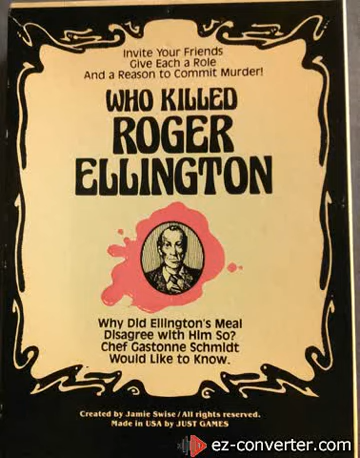 Invite Your Friends
Give Each a Role
And a Reason to Commit Murder!
WHO KILLED
ROGER
ELLINGTON
Why Did Ellington's Meal
Disagree with Him So?
Chef Gastonne Schmidt
Would Like to Know.
Created by Jamie Swise/All rights reserved.
Made in USA by JUST GAMES
ez-converter.com